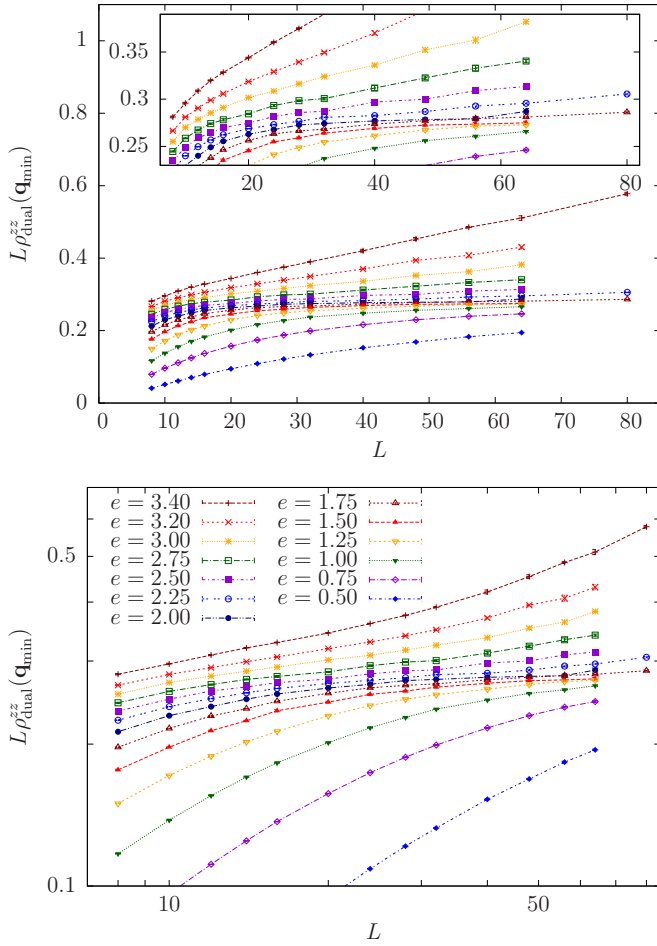 0.35
0.3
0.25
20
40
60
80
1
0.8
0.6
0.4
0.2
0
Lρ^{zz}_{dual}(q_{min})
0 10 20 30 40 50 60 70 80
L
e = 3.40
e = 3.20
e = 3.00
e = 2.75
e = 2.50
e = 2.25
e = 2.00
e = 1.75
e = 1.50
e = 1.25
e = 1.00
e = 0.75
e = 0.50
0.5
0.1
Lρ^{zz}_{dual}(q_{min})
10 50
L